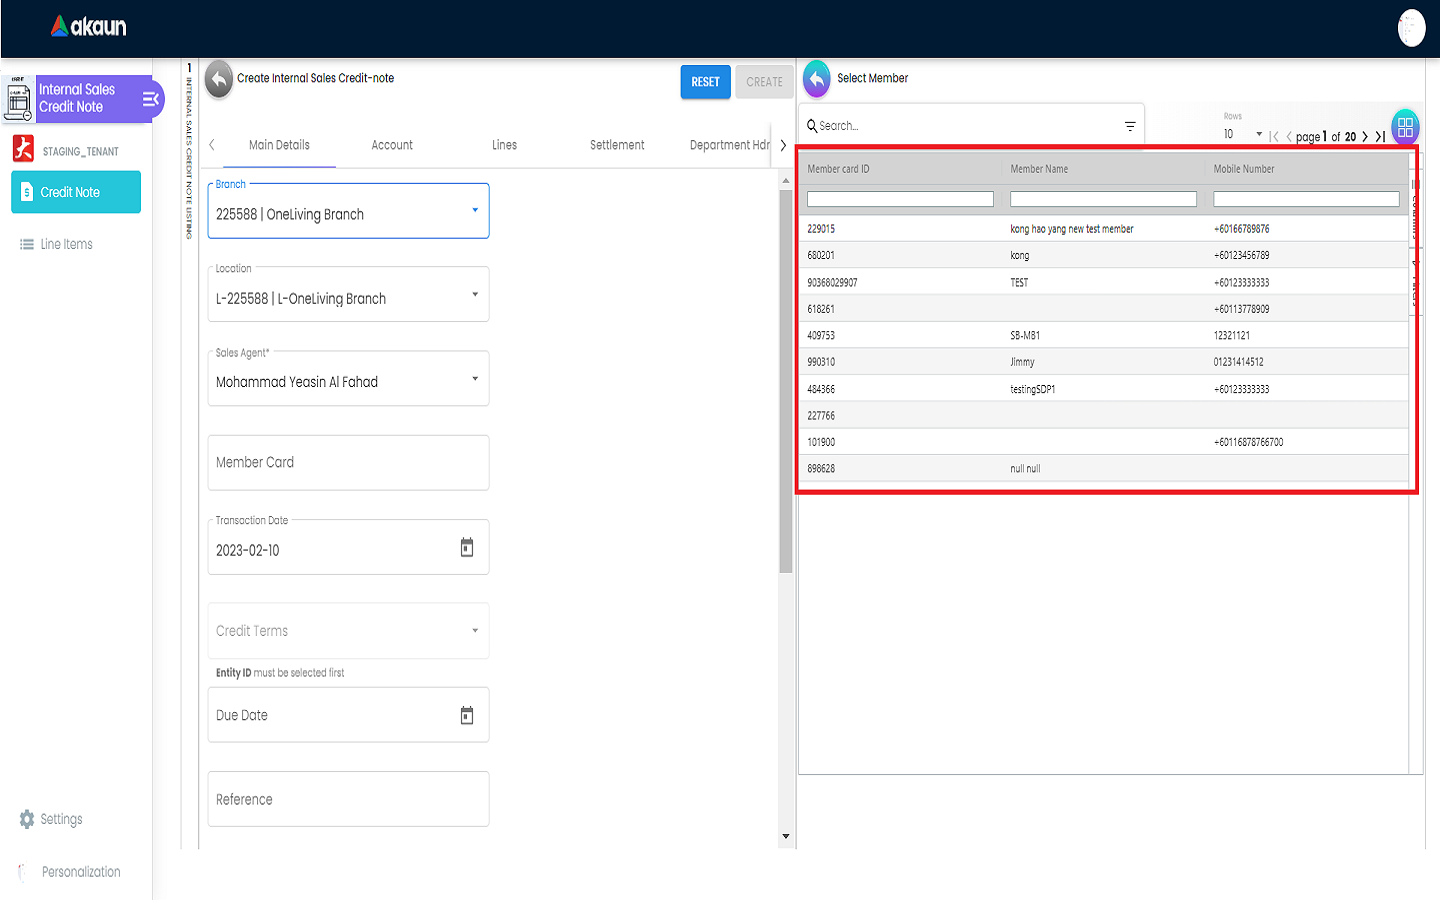 akaun
Internal Sales
Credit Note
STAGING_TENANT
Credit Note
Line Items
Settings
Personalization
1
INTERNAL SALES CREDIT NOTE LISTING
Create Internal Sales Credit-note
RESET
CREATE
Main Details
Account
Lines
Settlement
Department Hdr
Branch
225588 | OneLiving Branch
Location
L-225588 | L-OneLiving Branch
Sales Agent*
Mohammad Yeasin Al Fahad
Member Card
Transaction Date
2023-02-10
Credit Terms
Entity ID must be selected first
Due Date
Reference
Select Member
Search...
Rows
10
page 1 of 20
Member card ID Member Name Mobile Number
229015 kong hao yang new test member +60166789876
680201 kong +60123456789
90368029907 TEST +60123333333
618261 +60113778909
409753 SB-M81 12321121
990310 Jimmy 01231414512
484366 testingSDP1 +60123333333
227766
101900 +60116878766700
898628 null null